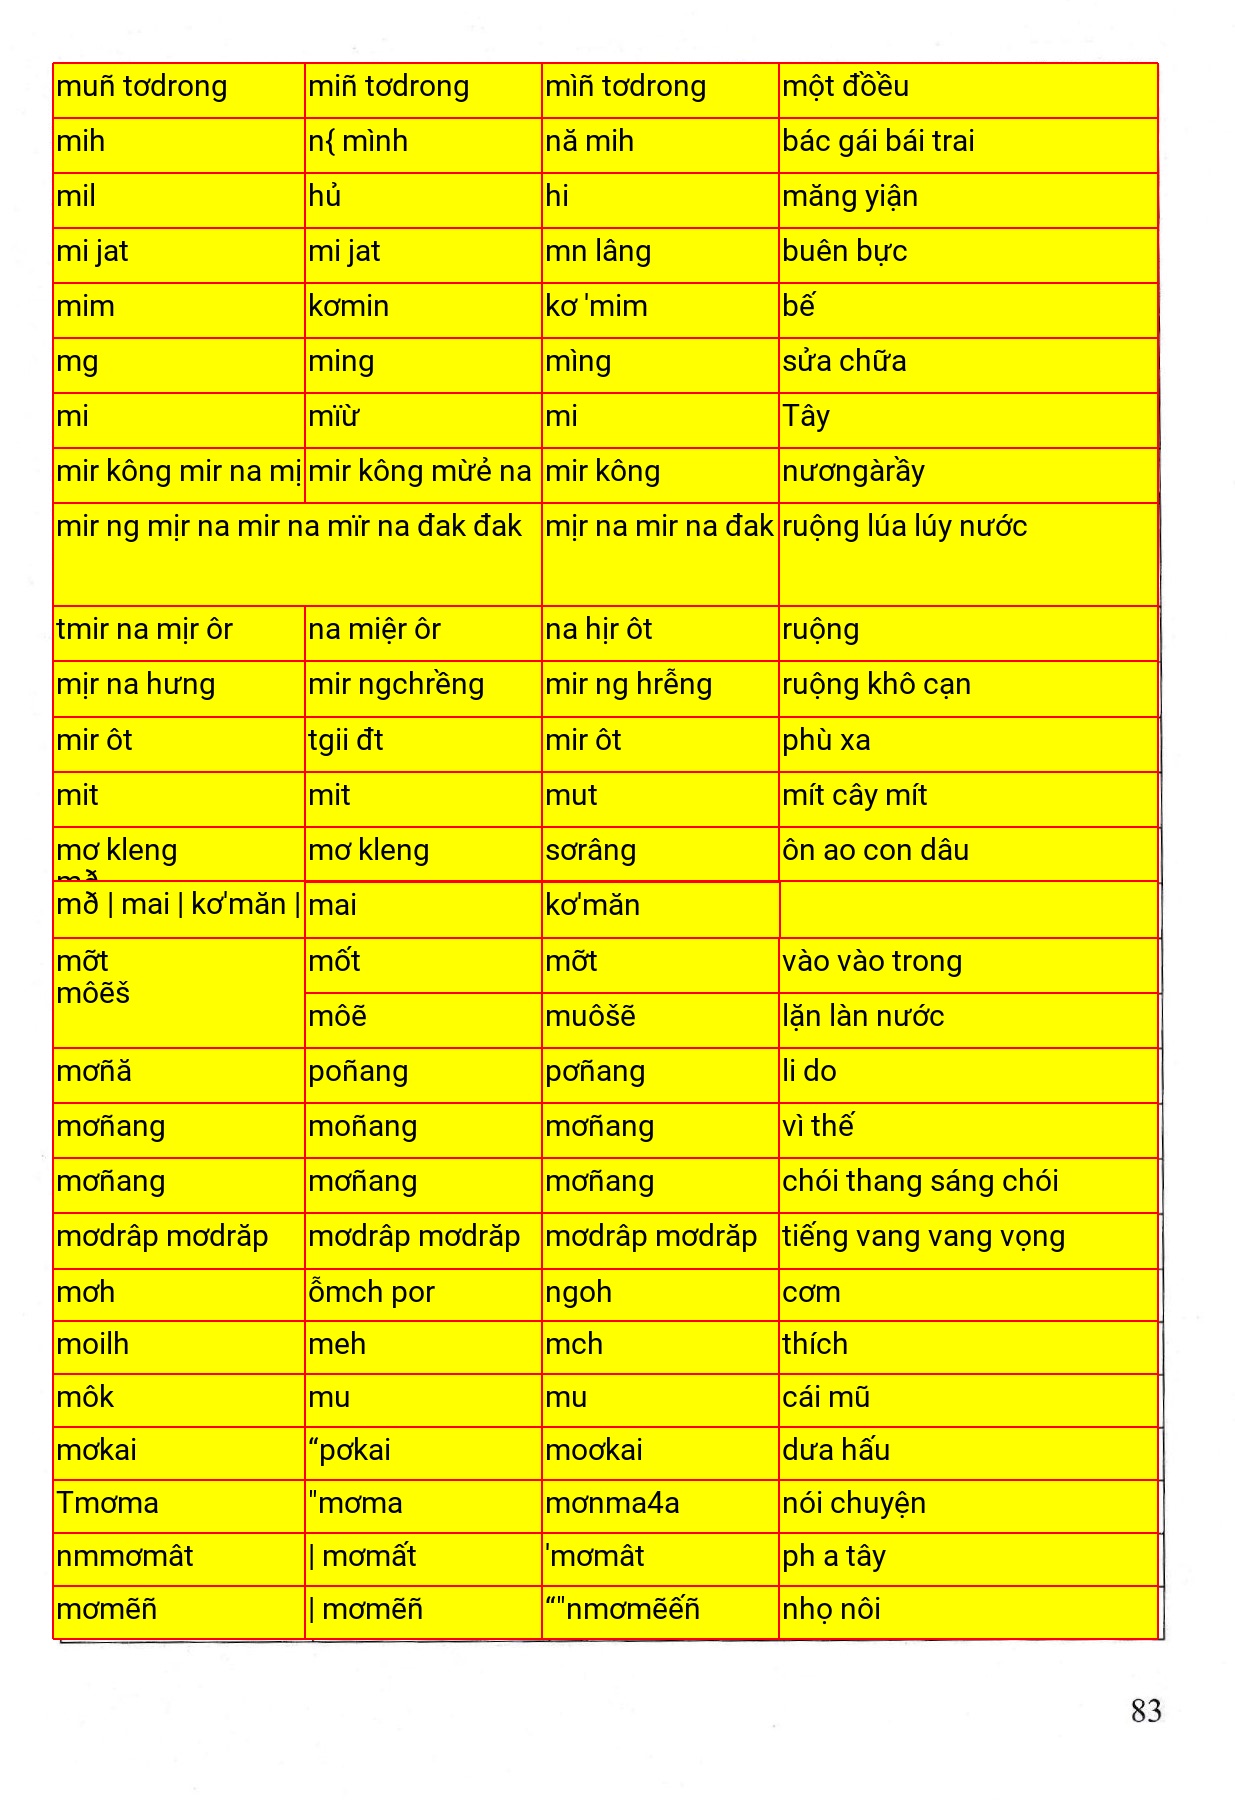 muñ tơdrong miñ tơdrong mìñ tơdrong một đồều
mih n{ mình nă mih bác gái bái trai
mil hủ hi măng yiận
mi jat mi jat mn lâng buên bực
mim kơmin kơ 'mim bế
mg ming mìng sửa chữa
mi mïừ mi Tây
mir kông mir na mị mir kông mừẻ na mir kông nươngàrầy
mir ng mịr na mir na mïr na đak đak mịr na mir na đak ruộng lúa lúy nước
tmir na mịr ôr na miệr ôr na hịr ôt ruộng
mịr na hưng mir ngchrềng mir ng hrễng ruộng khô cạn
mir ôt tgii đt mir ôt phù xa
mit mit mut mít cây mít
mơ kleng mơ kleng sơrâng ôn ao con dâu
mð | mai | kơ'măn | mai kơ'măn
mỡt mốt mỡt vào vào trong
môẽš môẽ muôšẽ lặn làn nước
mơñă poñang pơñang li do
mơñang moñang mơñang vì thế
mơñang mơñang mơñang chói thang sáng chói
mơdrâp mơdrăp mơdrâp mơdrăp mơdrâp mơdrăp tiếng vang vang vọng
mơh ỗmch por ngoh cơm
moilh meh mch thích
môk mu mu cái mũ
mơkai “pơkai moơkai dưa hấu
Tmơma "mơma mơnma4a nói chuyện
nmmơmât | mơmất 'mơmât ph a tây
mơmẽñ | mơmẽñ “"nmơmẽếñ nhọ nôi
83